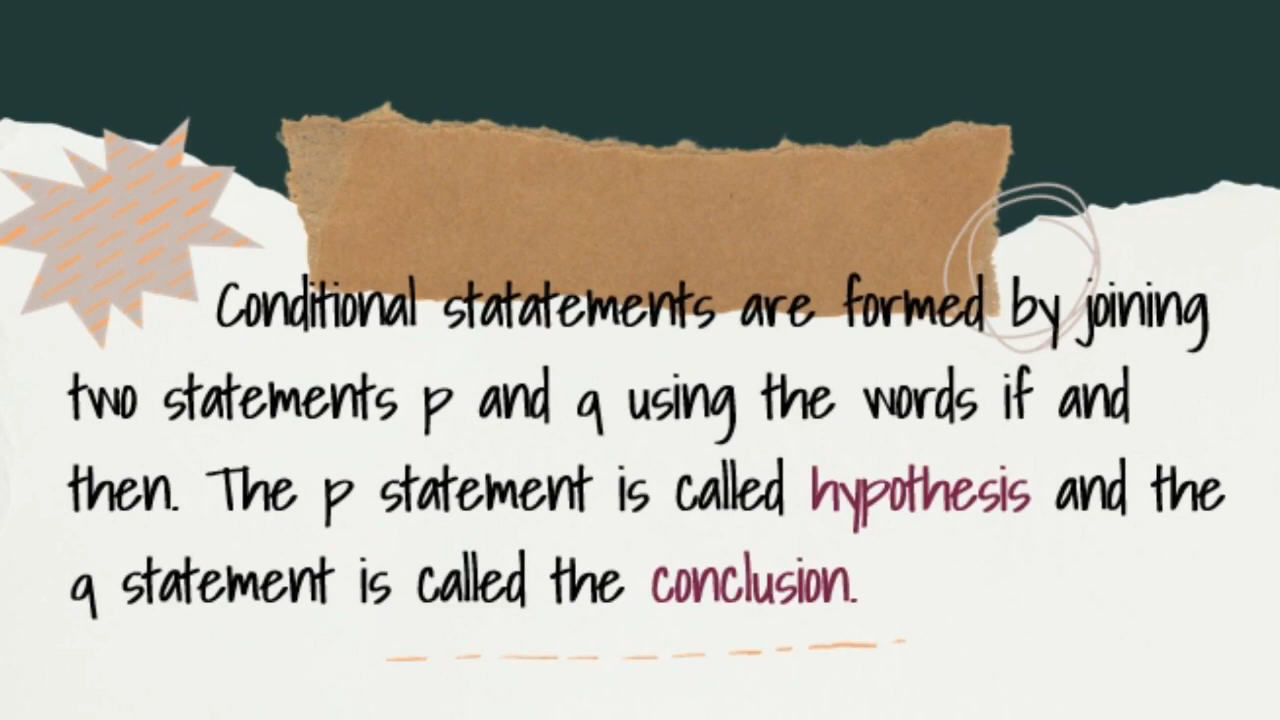 Conditional statatements are formed by joining
two statements p and q using the words if and
then. The p statement is called hypothesis and the
q statement is called the conclusion.